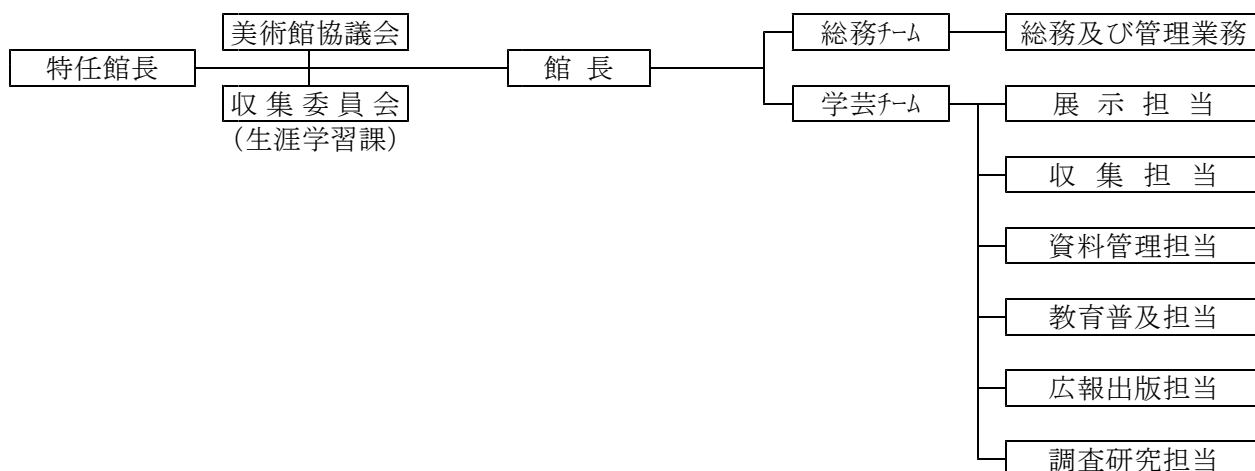 美術館協議会
特任館長
収集委員会
(生涯学習課)
館長
総務チーム
総務及び管理業務
学芸チーム
展示担当
収集担当
資料管理担当
教育普及担当
広報出版担当
調査研究担当